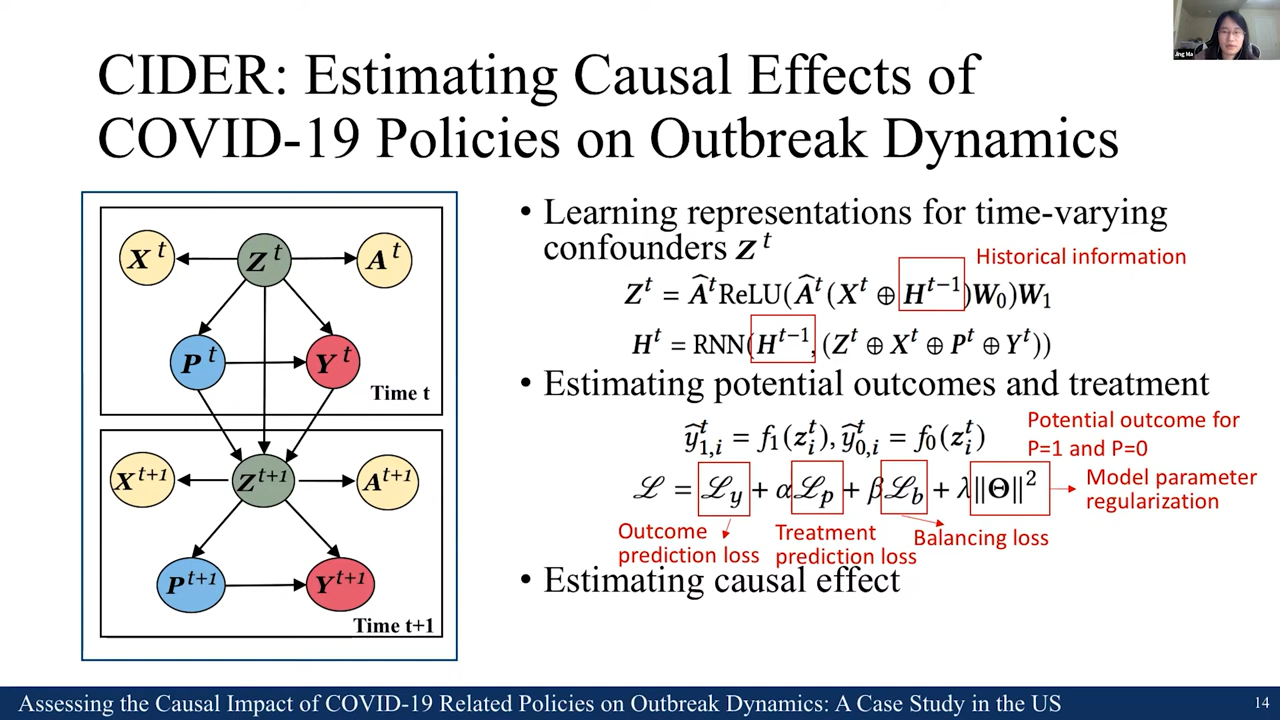 CIDER: Estimating Causal Effects of
COVID-19 Policies on Outbreak Dynamics
Jing Ma
X^t
Z^t
A^t
P^t
Y^t
Time t
X^{t+1}
Z^{t+1}
A^{t+1}
P^{t+1}
Y^{t+1}
Time t+1
• Learning representations for time-varying
confounders Z^t
Historical information
Z^t = Â^t ReLU(Â^t (X^t ⊕ H^{t−1})W_0)W_1
H^t = RNN(H^{t−1}, (Z^t ⊕ X^t ⊕ P^t ⊕ Y^t))
• Estimating potential outcomes and treatment
ŷ^t_{1,i} = f_1(z^t_i), ŷ^t_{0,i} = f_0(z^t_i)
Potential outcome for
P=1 and P=0
ℒ = ℒ_y + αℒ_p + βℒ_b + λ‖Θ‖^2
Model parameter
regularization
Outcome
prediction loss
Treatment
prediction loss
Balancing loss
• Estimating causal effect
Assessing the Causal Impact of COVID-19 Related Policies on Outbreak Dynamics: A Case Study in the US
14